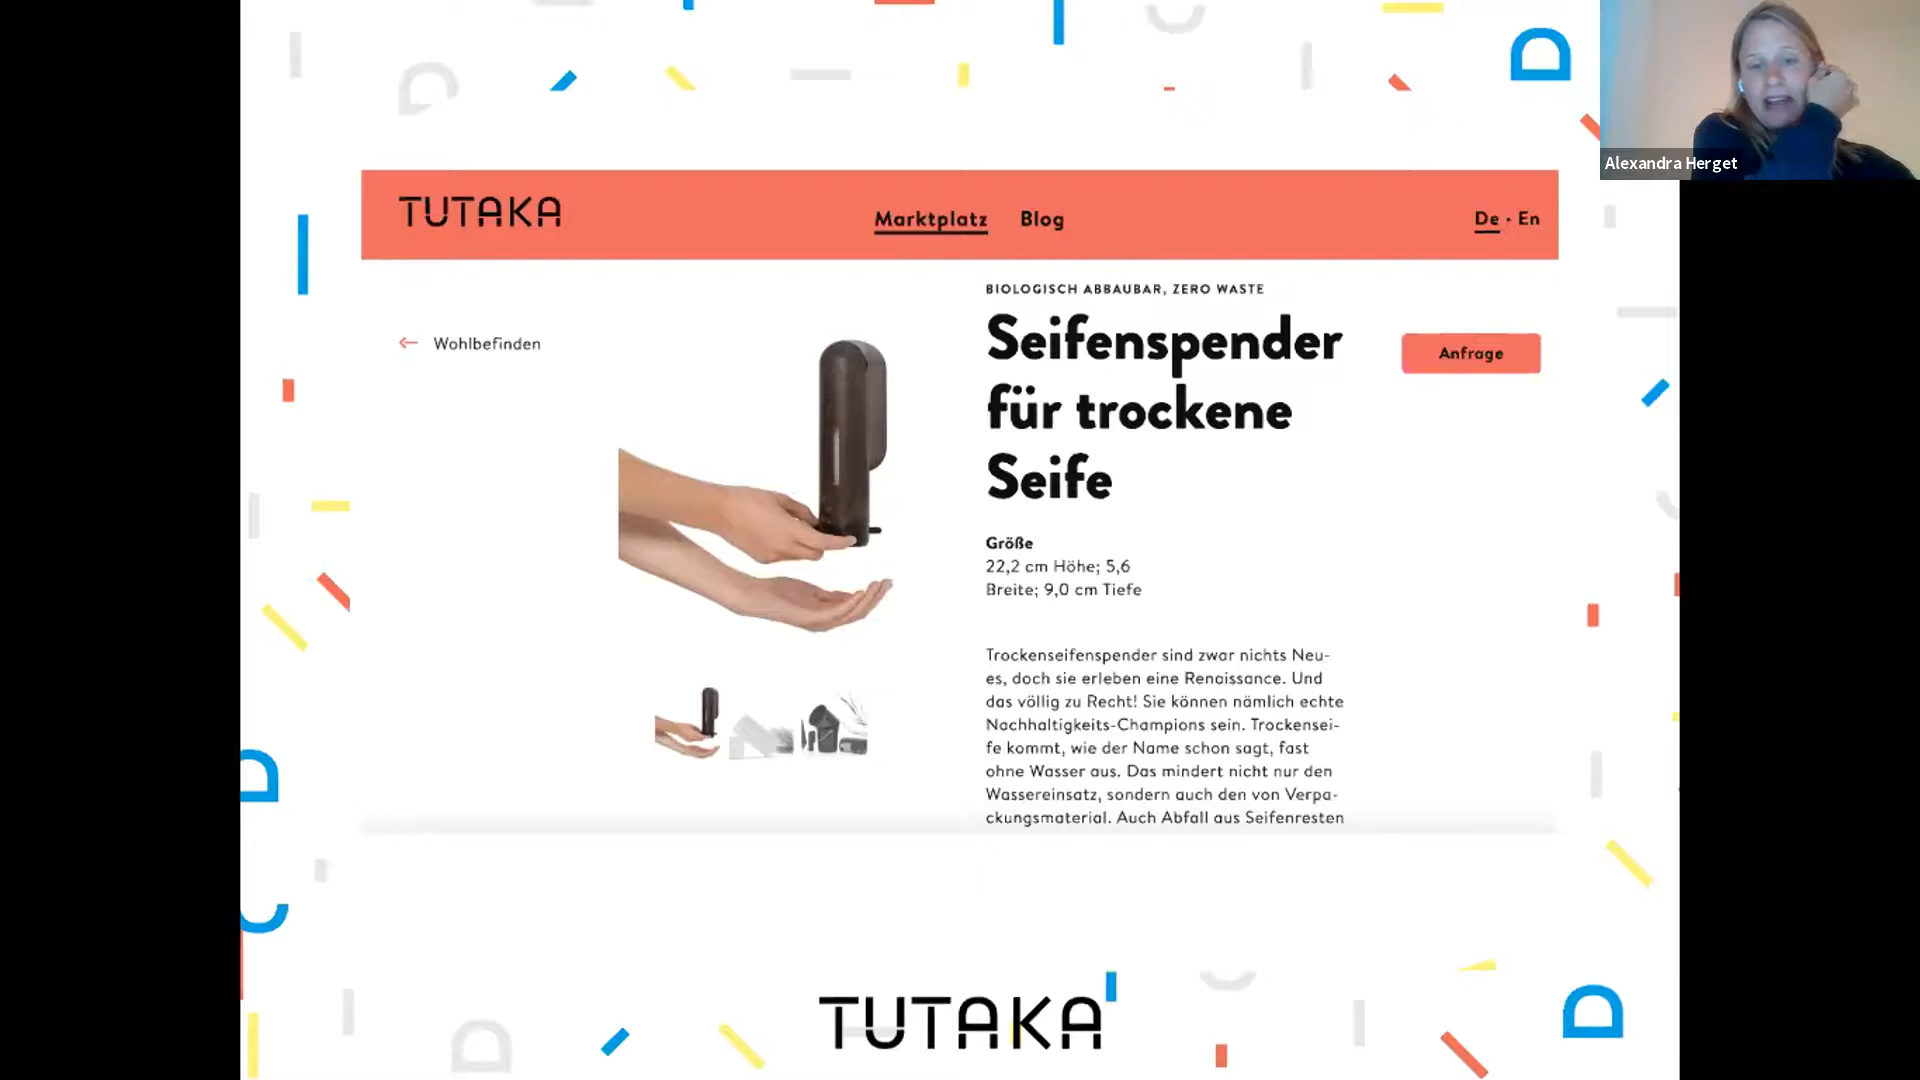 Alexandra Herget
TUTAKA
Marktplatz
Blog
De · En
← Wohlbefinden
BIOLOGISCH ABBAUBAR, ZERO WASTE
Seifenspender
für trockene
Seife
Anfrage
Größe
22,2 cm Höhe; 5,6
Breite; 9,0 cm Tiefe
Trockenseifenspender sind zwar nichts Neu-
es, doch sie erleben eine Renaissance. Und
das völlig zu Recht! Sie können nämlich echte
Nachhaltigkeits-Champions sein. Trockensei-
fe kommt, wie der Name schon sagt, fast
ohne Wasser aus. Das mindert nicht nur den
Wassereinsatz, sondern auch den von Verpa-
ckungsmaterial. Auch Abfall aus Seifenresten
TUTAKA